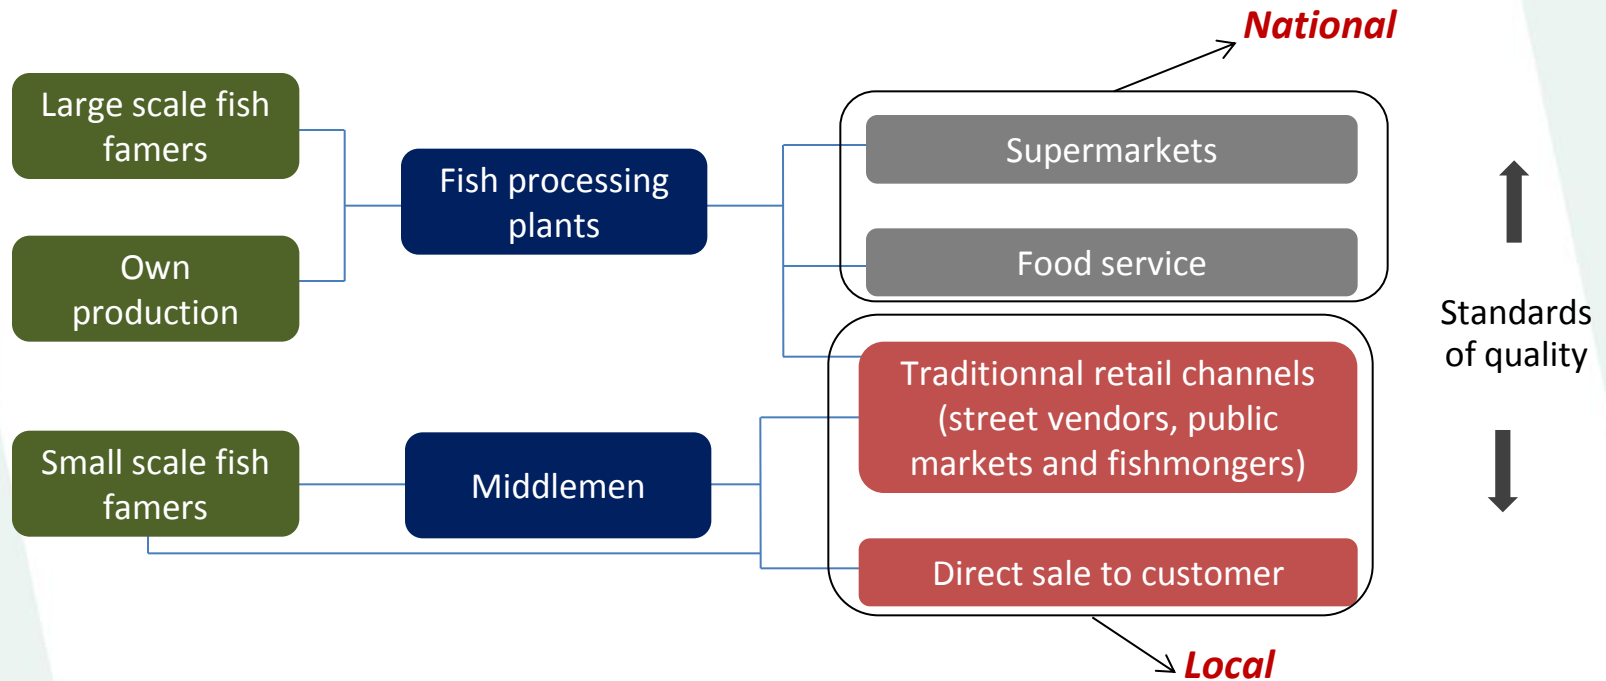 National
Large scale fish
famers
Supermarkets
Fish processing
plants
Own
production
Food service
Standards
of quality
Traditionnal retail channels
(street vendors, public
markets and fishmongers)
Small scale fish
famers
Middlemen
Direct sale to customer
Local